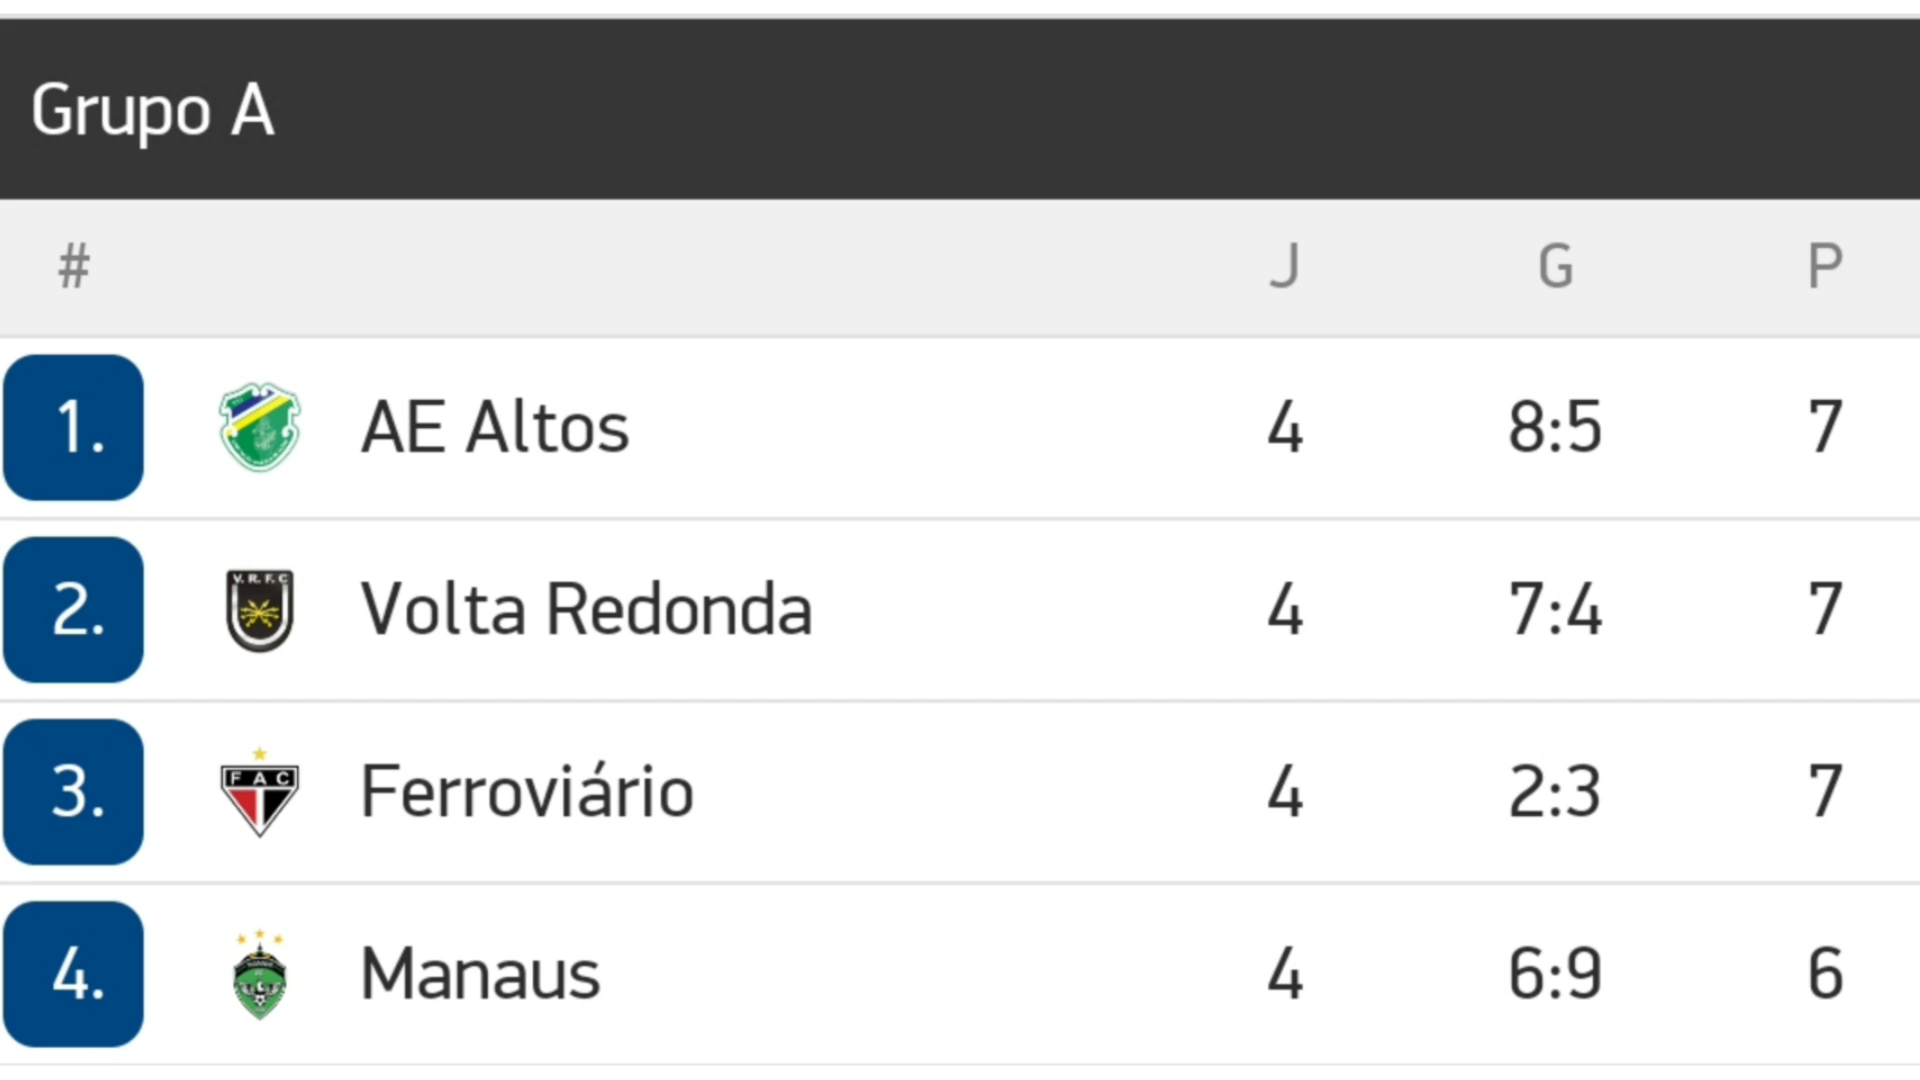 Grupo A
# J G P
1. AE Altos 4 8:5 7
V. R. F. C
2. Volta Redonda 4 7:4 7
F A C
3. Ferroviário 4 2:3 7
4. Manaus 4 6:9 6